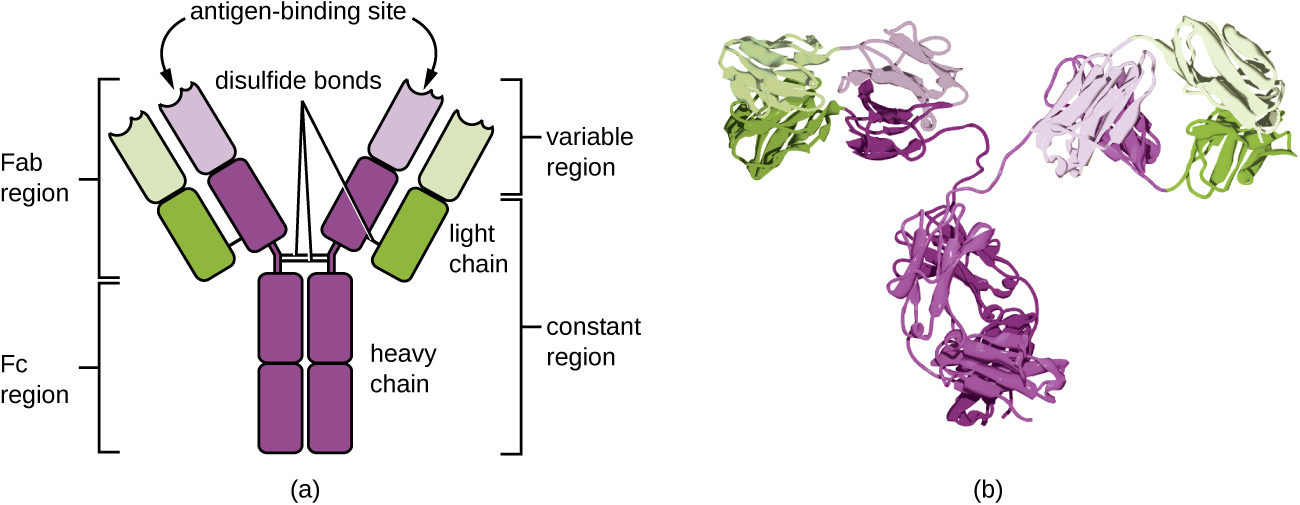 antigen-binding site
disulfide bonds
Fab
region
variable
region
light
chain
Fc
region
heavy
chain
constant
region
(a)
(b)